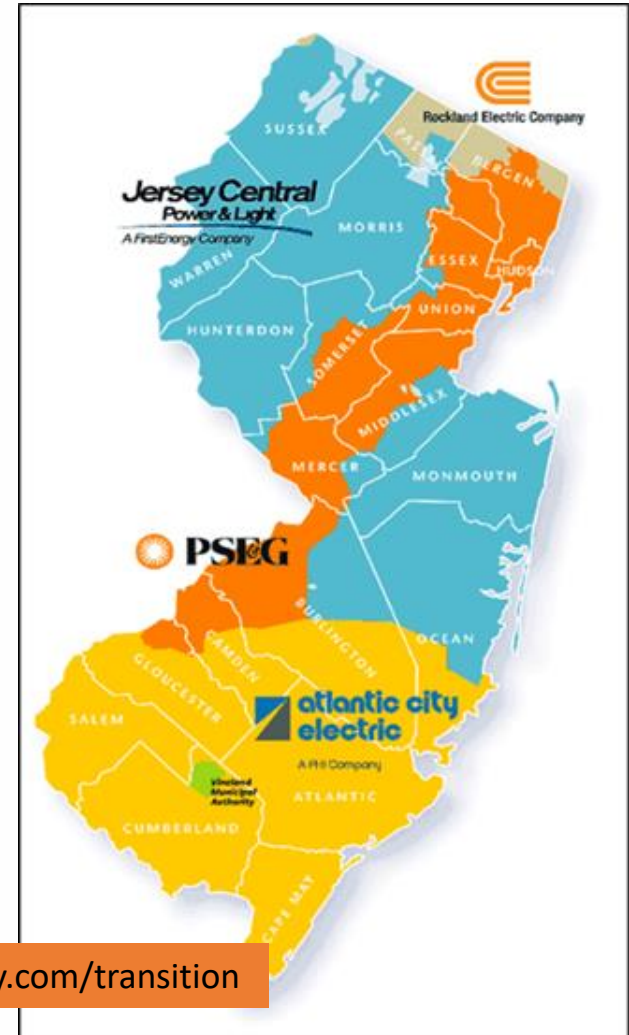 Rockland Electric Company
SUSSEX
PASSAIC
BERGEN
Jersey Central
Power & Light
A FirstEnergy Company
MORRIS
WARREN
ESSEX
HUDSON
UNION
HUNTERDON
SOMERSET
MIDDLESEX
MERCER
MONMOUTH
PSE&G
BURLINGTON
OCEAN
CAMDEN
GLOUCESTER
atlantic city
electric
A PHI Company
SALEM
Vineland
Municipal
Authority
ATLANTIC
CUMBERLAND
CAPE MAY
y.com/transition